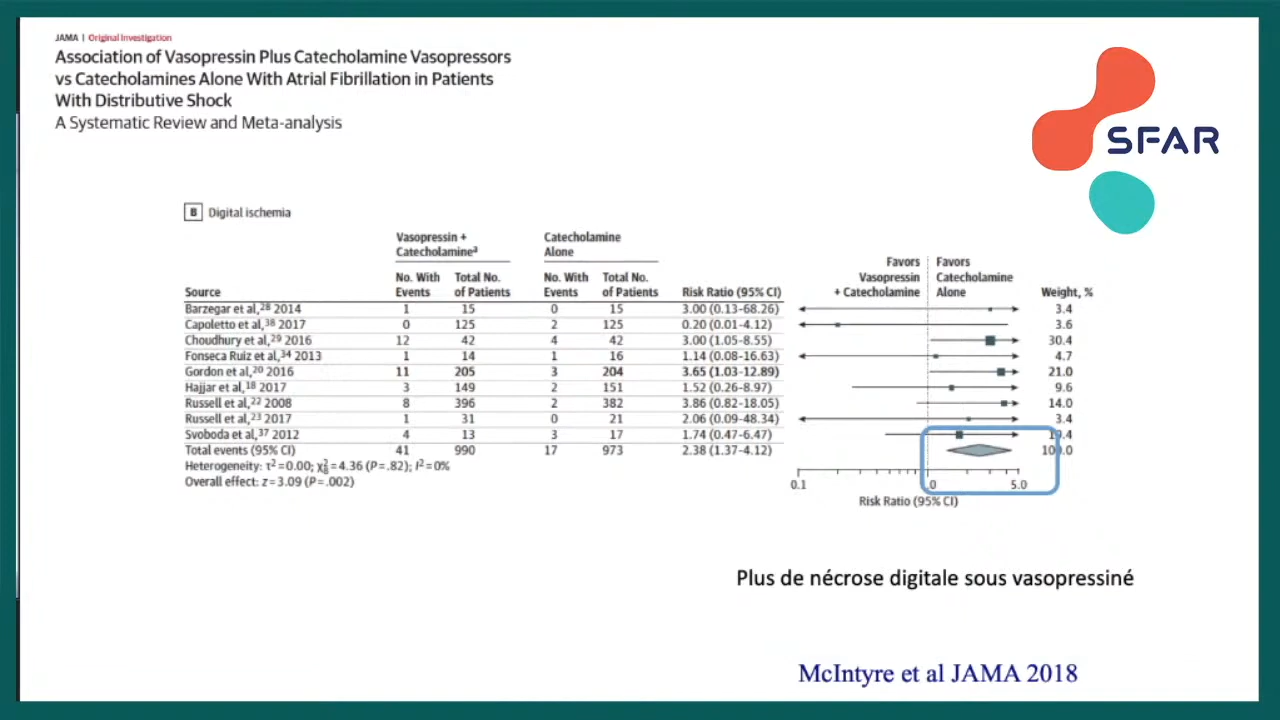 JAMA | Original Investigation
Association of Vasopressin Plus Catecholamine Vasopressors
vs Catecholamines Alone With Atrial Fibrillation in Patients
With Distributive Shock
A Systematic Review and Meta-analysis
SFAR
B Digital ischemia
Vasopressin + Catecholamine Alone
Catecholamineᵃ
Favors Favors
Vasopressin Catecholamine
+ Catecholamine Alone
No. With Total No. No. With Total No.
Source Events of Patients Events of Patients Risk Ratio (95% CI) Weight, %
Barzegar et al,²⁸ 2014 1 15 0 15 3.00 (0.13-68.26) 3.4
Capoletto et al,³⁸ 2017 0 125 2 125 0.20 (0.01-4.12) 3.6
Choudhury et al,²⁹ 2016 12 42 4 42 3.00 (1.05-8.55) 30.4
Fonseca Ruiz et al,³⁴ 2013 1 14 1 16 1.14 (0.08-16.63) 4.7
Gordon et al,²⁰ 2016 11 205 3 204 3.65 (1.03-12.89) 21.0
Hajjar et al,¹⁸ 2017 3 149 2 151 1.52 (0.26-8.97) 9.6
Russell et al,²² 2008 8 396 2 382 3.86 (0.82-18.05) 14.0
Russell et al,²³ 2017 1 31 0 21 2.06 (0.09-48.34) 3.4
Svoboda et al,³⁷ 2012 4 13 3 17 1.74 (0.47-6.47)
Total events (95% CI) 41 990 17 973 2.38 (1.37-4.12) 100.0
Heterogeneity: τ²=0.00; χ²₈=4.36 (P=.82); I²=0%
Overall effect: z=3.09 (P=.002)
0.1 5.0
Risk Ratio (95% CI)
Plus de nécrose digitale sous vasopressiné
McIntyre et al JAMA 2018